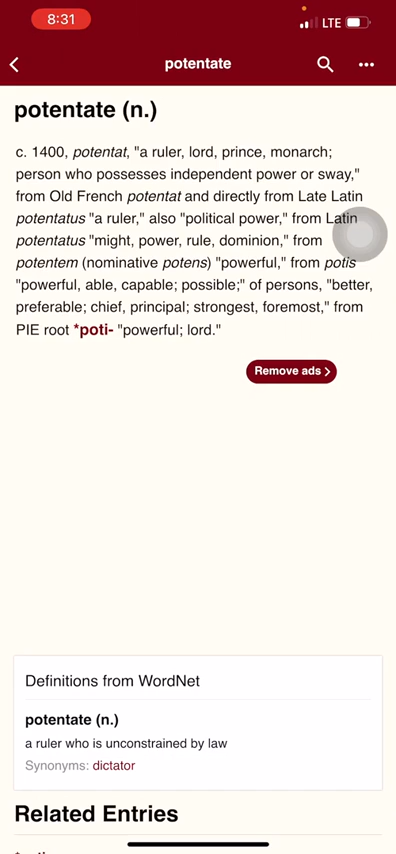 8:31
LTE
potentate
potentate (n.)
c. 1400, potentat, "a ruler, lord, prince, monarch;
person who possesses independent power or sway,"
from Old French potentat and directly from Late Latin
potentatus "a ruler," also "political power," from Latin
potentatus "might, power, rule, dominion," from
potentem (nominative potens) "powerful," from potis
"powerful, able, capable; possible;" of persons, "better,
preferable; chief, principal; strongest, foremost," from
PIE root *poti- "powerful; lord."
Remove ads
Definitions from WordNet
potentate (n.)
a ruler who is unconstrained by law
Synonyms: dictator
Related Entries